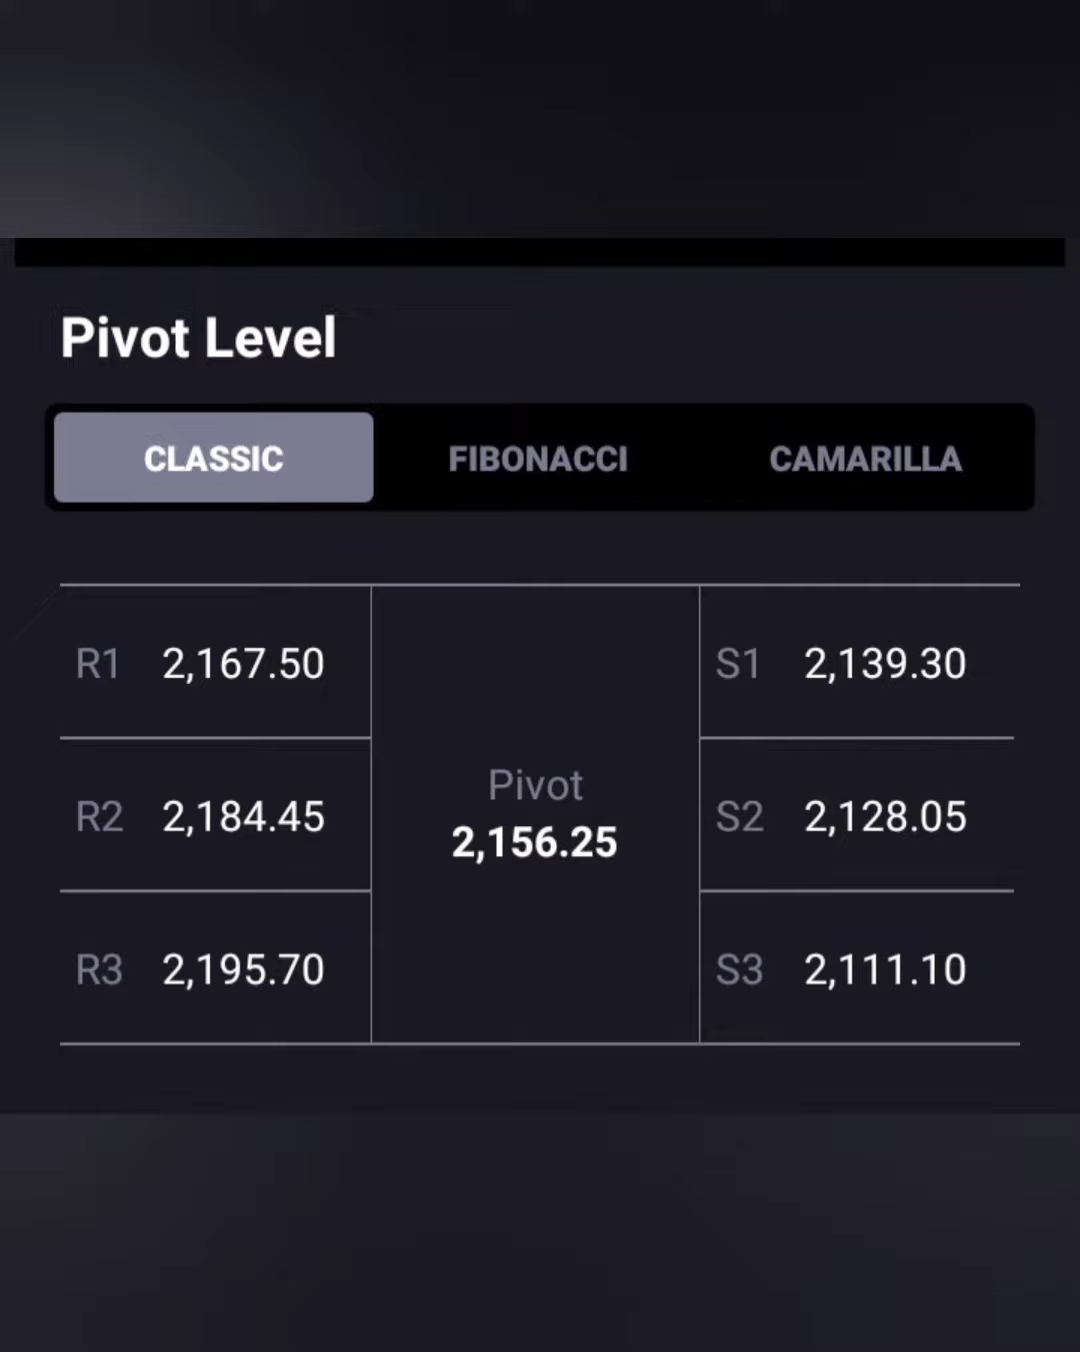 Pivot Level
CLASSIC FIBONACCI CAMARILLA
R1 2,167.50
R2 2,184.45
R3 2,195.70
Pivot
2,156.25
S1 2,139.30
S2 2,128.05
S3 2,111.10